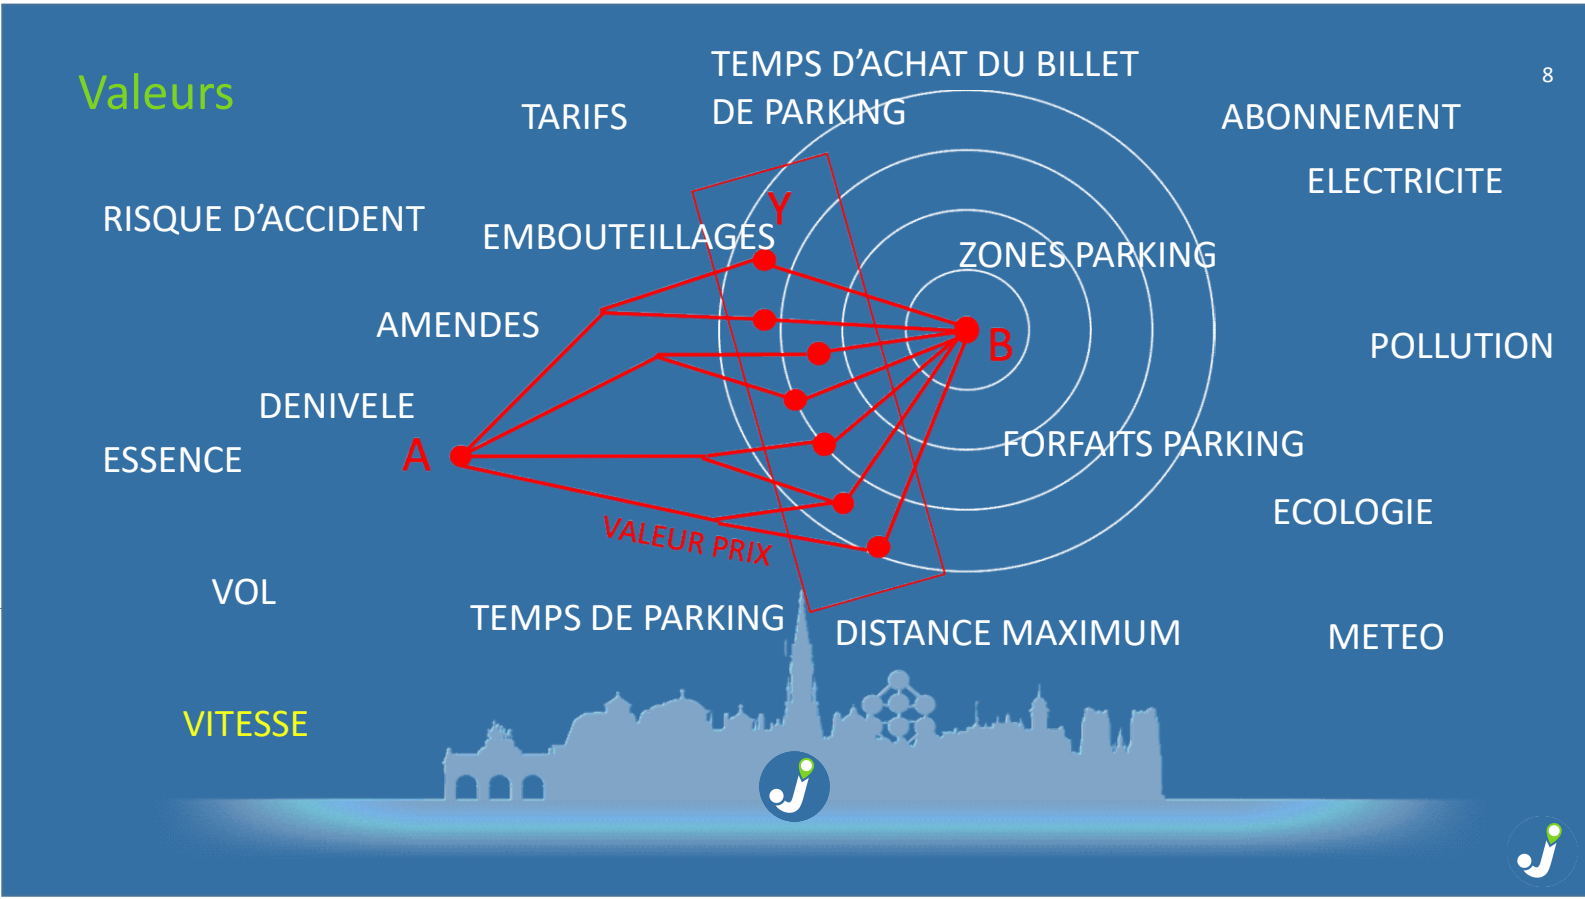 Valeurs
8
TEMPS D’ACHAT DU BILLET
DE PARKING
TARIFS
ABONNEMENT
ELECTRICITE
RISQUE D’ACCIDENT
Y
EMBOUTEILLAGES
ZONES PARKING
AMENDES
B
POLLUTION
DENIVELE
A
ESSENCE
FORFAITS PARKING
ECOLOGIE
VALEUR PRIX
VOL
TEMPS DE PARKING
DISTANCE MAXIMUM
METEO
VITESSE